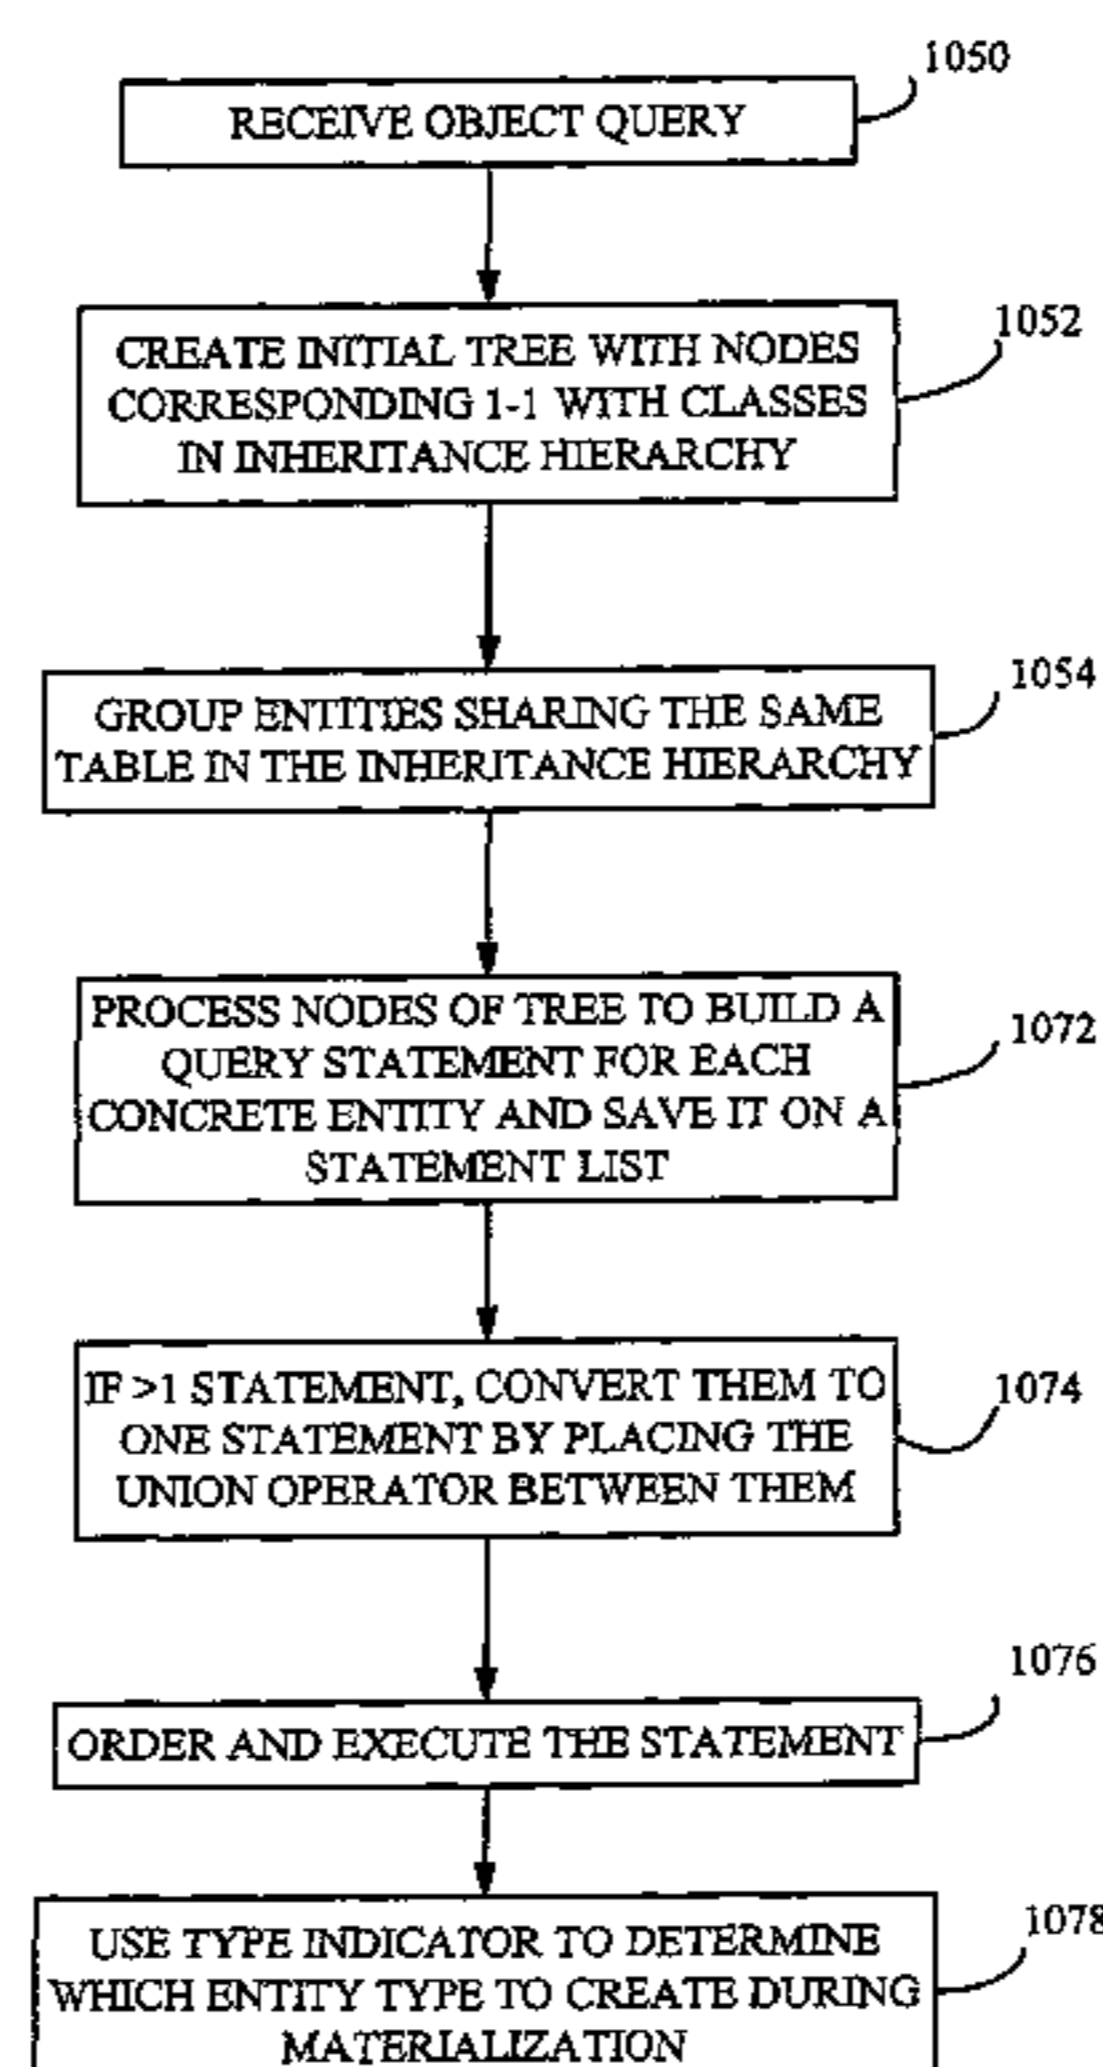 1050
RECEIVE OBJECT QUERY
1052
CREATE INITIAL TREE WITH NODES
CORRESPONDING 1-1 WITH CLASSES
IN INHERITANCE HIERARCHY
1054
GROUP ENTITIES SHARING THE SAME
TABLE IN THE INHERITANCE HIERARCHY
1072
PROCESS NODES OF TREE TO BUILD A
QUERY STATEMENT FOR EACH
CONCRETE ENTITY AND SAVE IT ON A
STATEMENT LIST
1074
IF >1 STATEMENT, CONVERT THEM TO
ONE STATEMENT BY PLACING THE
UNION OPERATOR BETWEEN THEM
1076
ORDER AND EXECUTE THE STATEMENT
1078
USE TYPE INDICATOR TO DETERMINE
WHICH ENTITY TYPE TO CREATE DURING
MATERIALIZATION